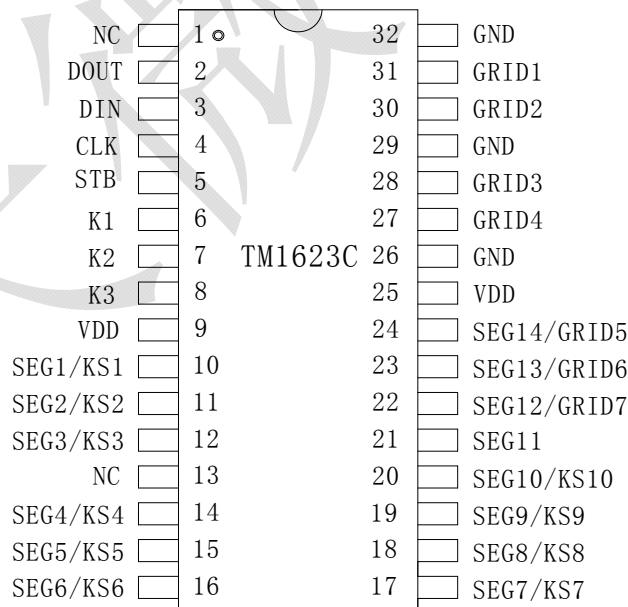 NC 1 32 GND
DOUT 2 31 GRID1
DIN 3 30 GRID2
CLK 4 29 GND
STB 5 28 GRID3
K1 6 27 GRID4
K2 7 TM1623C 26 GND
K3 8 25 VDD
VDD 9 24 SEG14/GRID5
SEG1/KS1 10 23 SEG13/GRID6
SEG2/KS2 11 22 SEG12/GRID7
SEG3/KS3 12 21 SEG11
NC 13 20 SEG10/KS10
SEG4/KS4 14 19 SEG9/KS9
SEG5/KS5 15 18 SEG8/KS8
SEG6/KS6 16 17 SEG7/KS7